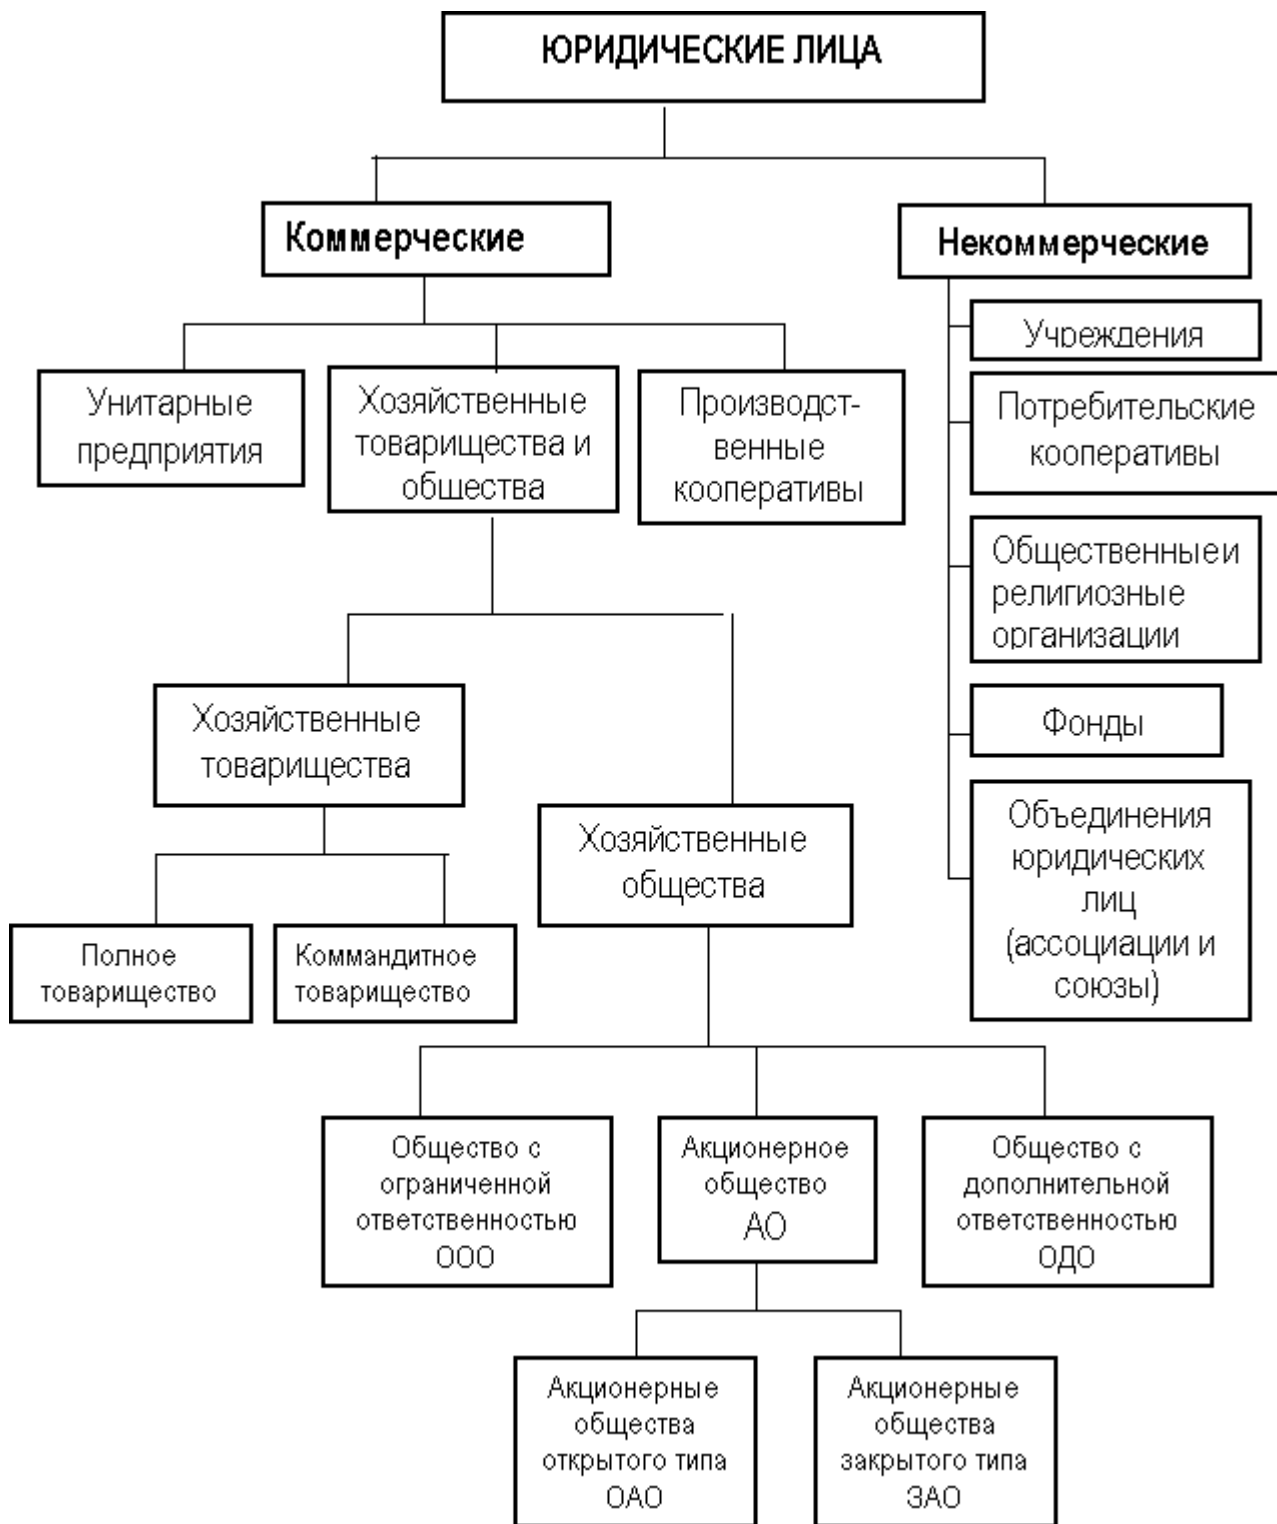 ЮРИДИЧЕСКИЕ ЛИЦА
Коммерческие
Некоммерческие
Унитарные
предприятия
Хозяйственные
товарищества и
общества
Производст-
венные
кооперативы
Учреждения
Потребительские
кооперативы
Общественные и
религиозные
организации
Фонды
Объединения
юридических
лиц
(ассоциации и
союзы)
Хозяйственные
товарищества
Хозяйственные
общества
Полное
товарищество
Коммандитное
товарищество
Общество с
ограниченной
ответственностью
ООО
Акционерное
общество
АО
Общество с
дополнительной
ответственностью
ОДО
Акционерные
общества
открытого типа
ОАО
Акционерные
общества
закрытого типа
ЗАО